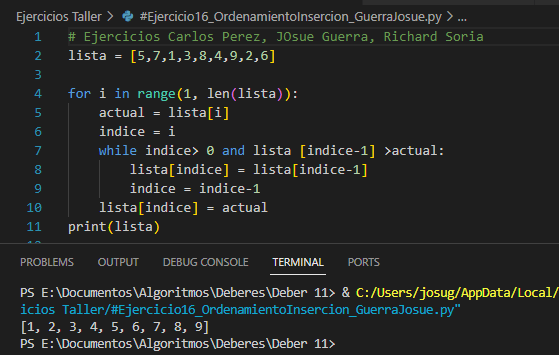 Ejercicios Taller > #Ejercicio16_OrdenamientoInsercion_GuerraJosue.py > ...
1 # Ejercicios Carlos Perez, JOsue Guerra, Richard Soria
2 lista = [5,7,1,3,8,4,9,2,6]
3
4 for i in range(1, len(lista)):
5 actual = lista[i]
6 indice = i
7 while indice> 0 and lista [indice-1] >actual:
8 lista[indice] = lista[indice-1]
9 indice = indice-1
10 lista[indice] = actual
11 print(lista)
PROBLEMS OUTPUT DEBUG CONSOLE TERMINAL PORTS
PS E:\Documentos\Algoritmos\Deberes\Deber 11> & C:/Users/josug/AppData/Local/
icios Taller/#Ejercicio16_OrdenamientoInsercion_GuerraJosue.py"
[1, 2, 3, 4, 5, 6, 7, 8, 9]
PS E:\Documentos\Algoritmos\Deberes\Deber 11>